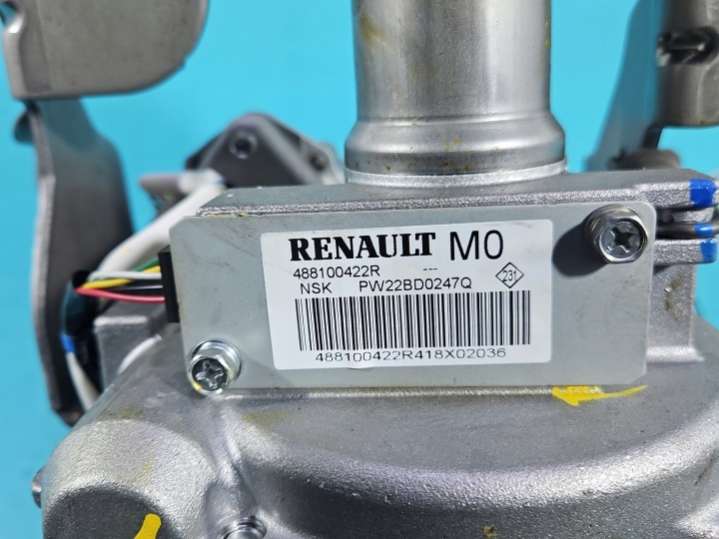 RENAULT M0
488100422R ---
NSK PW22BD0247Q 231
488100422R418X02036